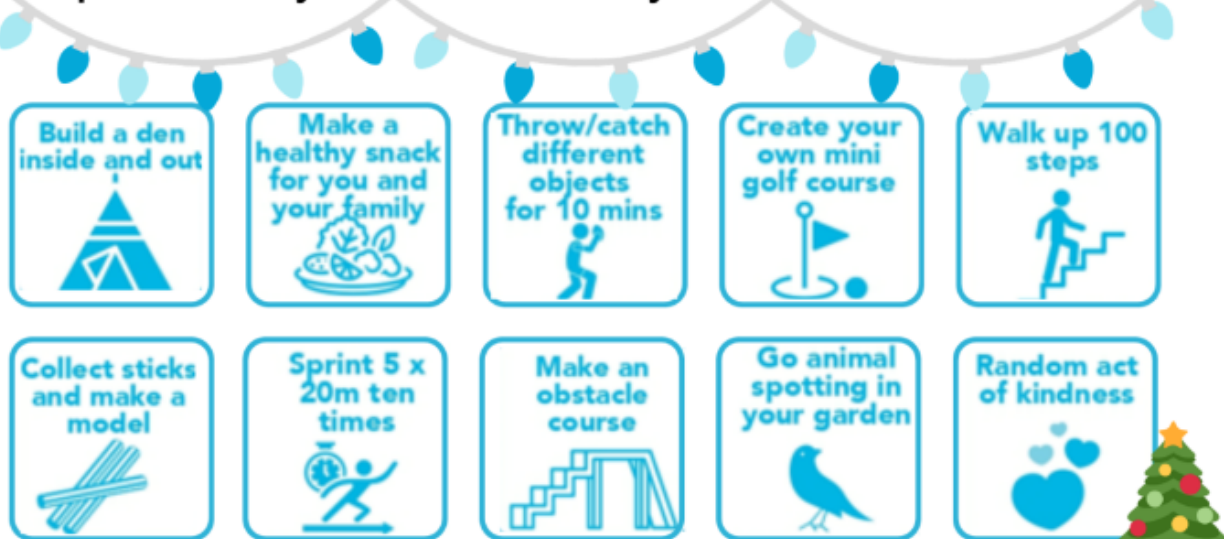 Build a den
inside and out
Make a
healthy snack
for you and
your family
Throw/catch
different
objects
for 10 mins
Create your
own mini
golf course
Walk up 100
steps
Collect sticks
and make a
model
Sprint 5 x
20m ten
times
Make an
obstacle
course
Go animal
spotting in
your garden
Random act
of kindness